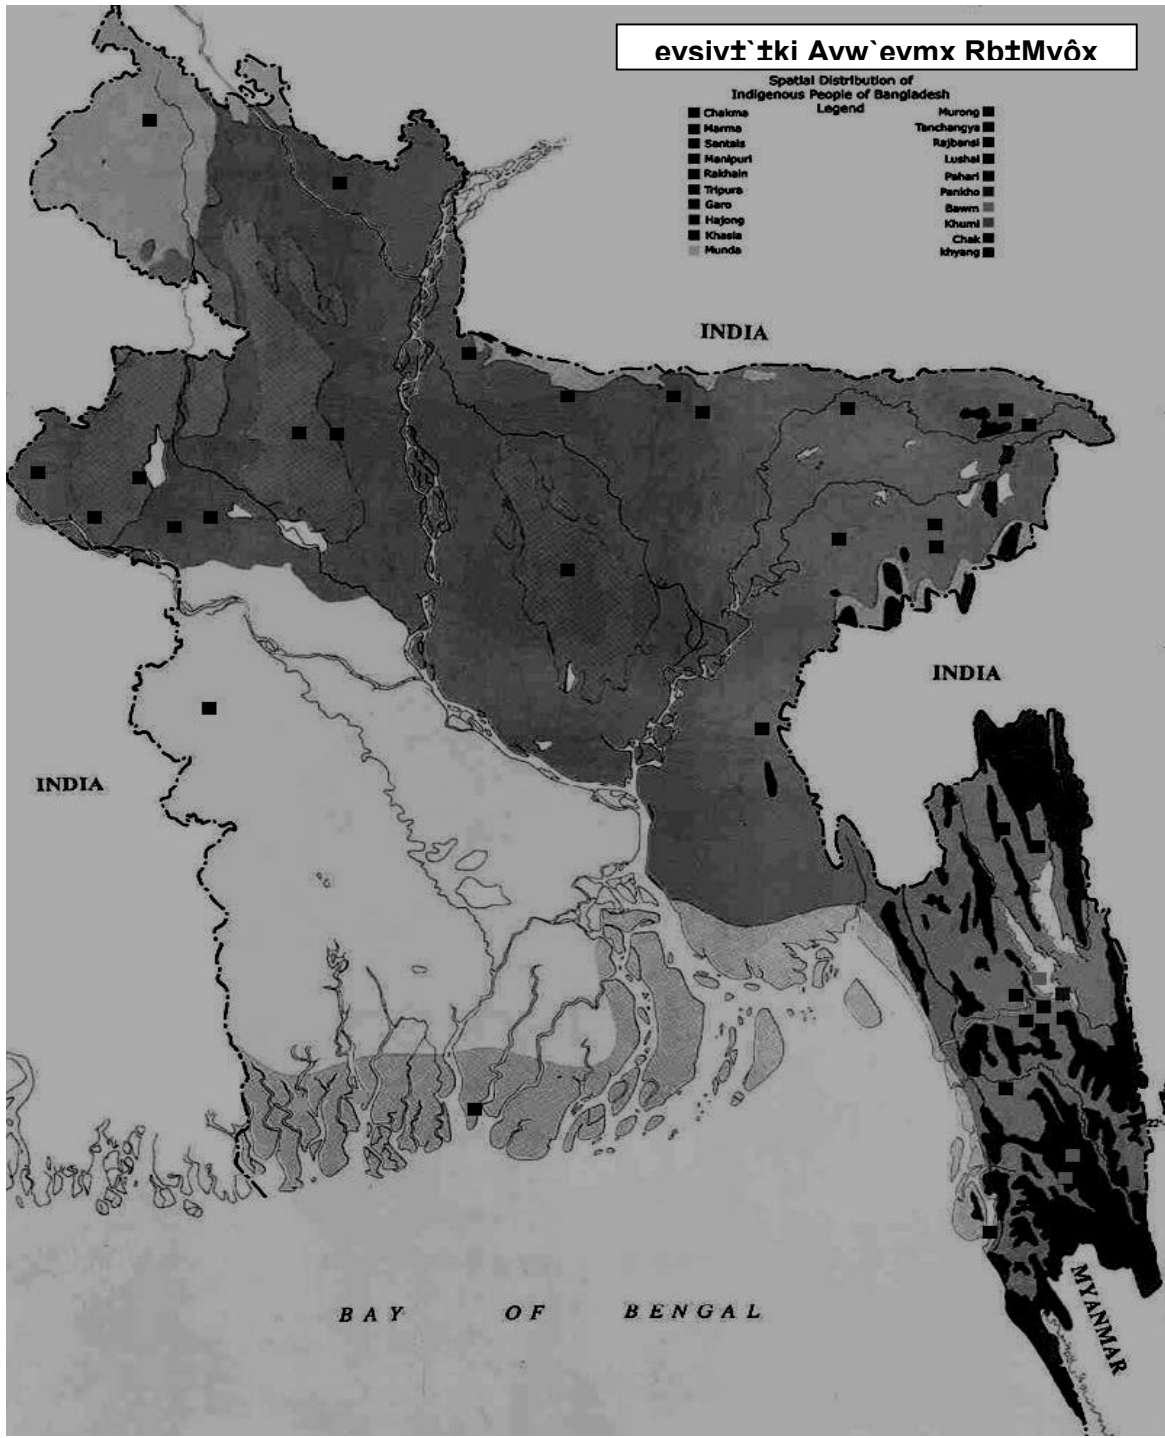 evsiv‡`‡ki Avw`evmx Rb‡Mvôx
Spatial Distribution of
Indigenous People of Bangladesh
Legend
Chakma
Marma
Santals
Manipuri
Rakhain
Tripura
Garo
Hajong
Khasia
Munda
Murong
Tanchangya
Rajbansi
Lushai
Pahari
Pankho
Bawm
Khumi
Chak
khyang
INDIA
INDIA
INDIA
22°
MYANMAR
BAY OF BENGAL